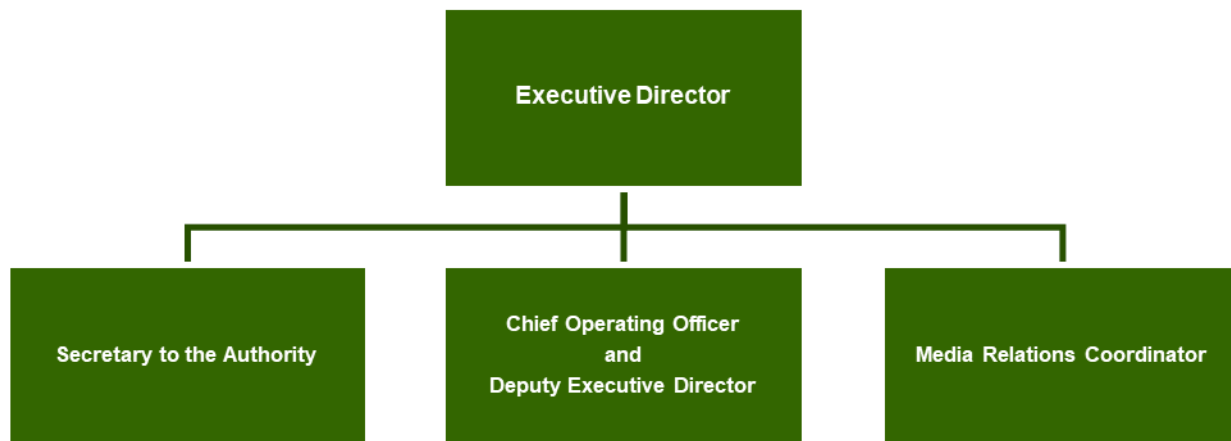 Executive Director
Secretary to the Authority
Chief Operating Officer
and
Deputy Executive Director
Media Relations Coordinator